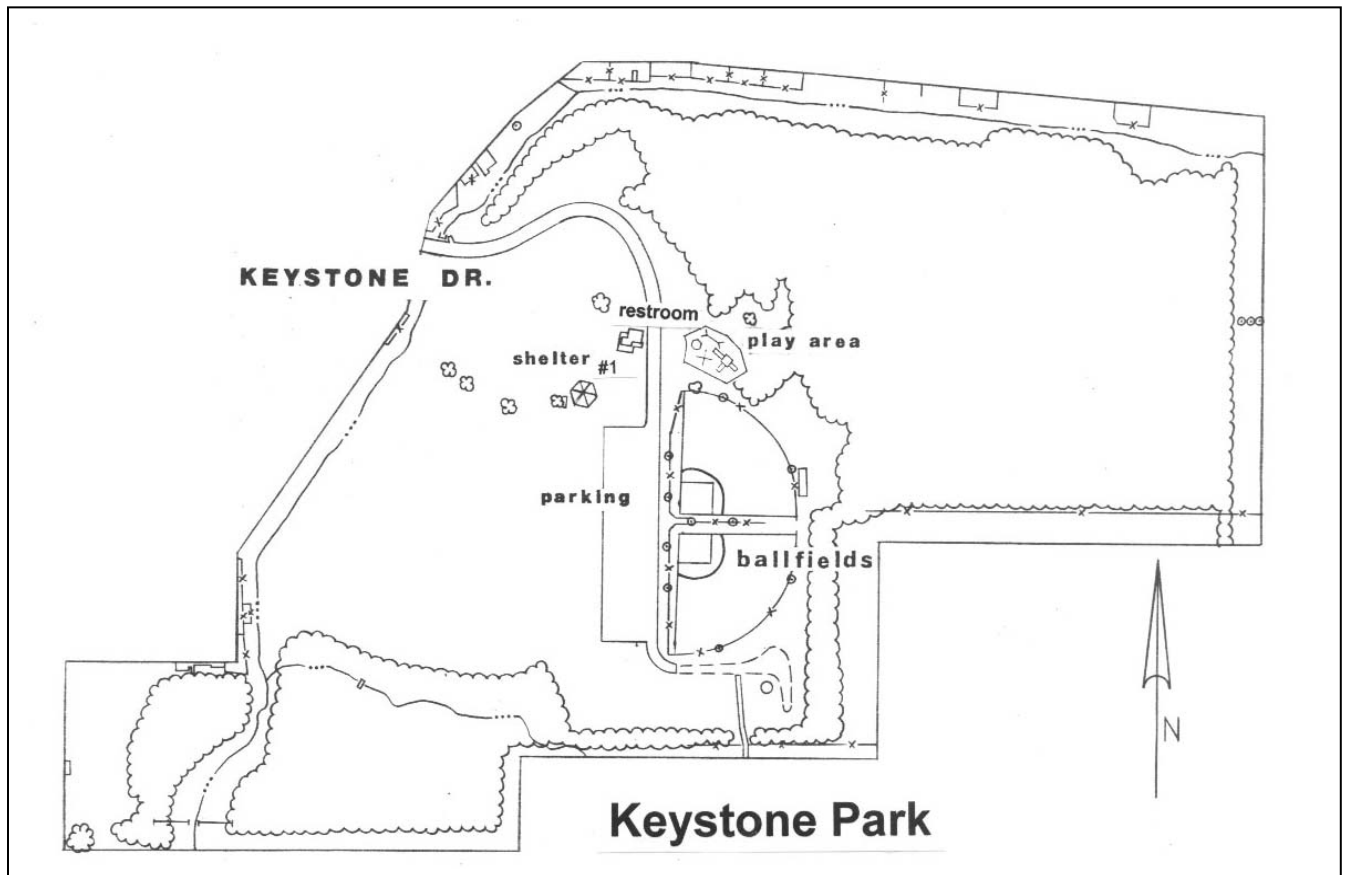 KEYSTONE DR.
restroom
play area
shelter #1
parking
ballfields
N
Keystone Park